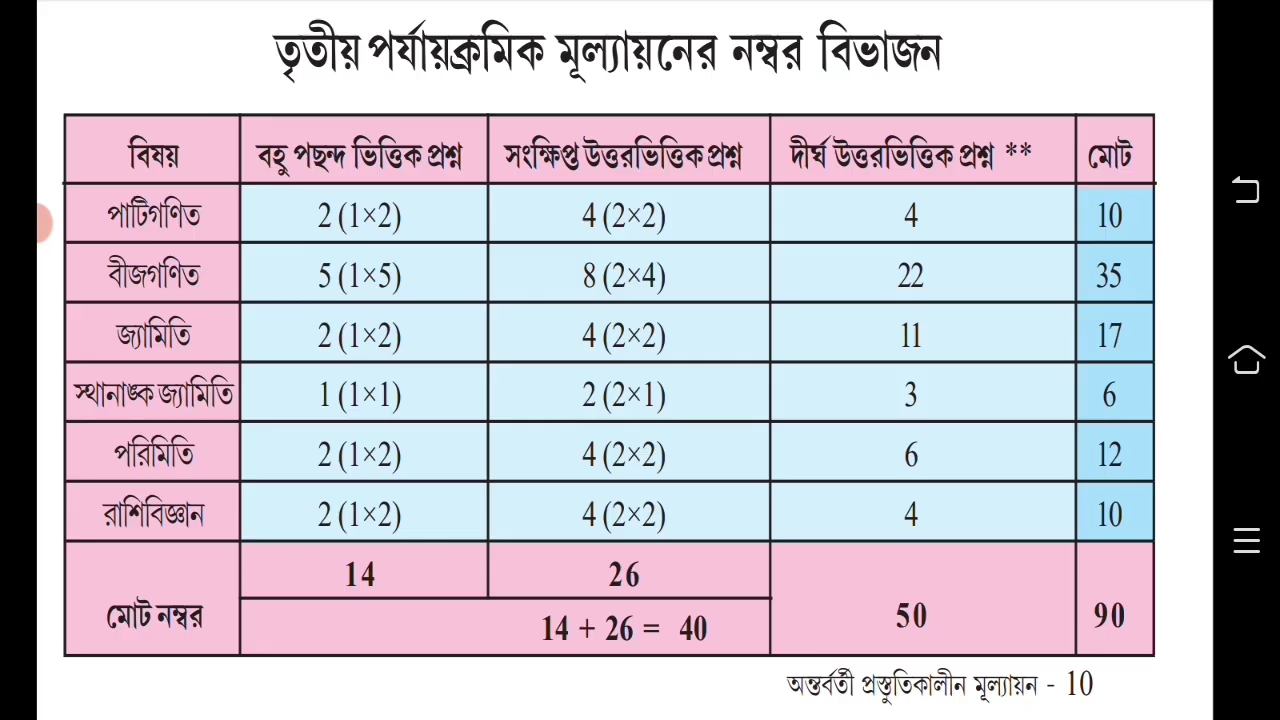 তৃতীয় পর্যায়ক্রমিক মূল্যায়নের নম্বর বিভাজন
বিষয় বহু পছন্দ ভিত্তিক প্রশ্ন সংক্ষিপ্ত উত্তরভিত্তিক প্রশ্ন দীর্ঘ উত্তরভিত্তিক প্রশ্ন ** মোট
পাটিগণিত 2 (1×2) 4 (2×2) 4 10
বীজগণিত 5 (1×5) 8 (2×4) 22 35
জ্যামিতি 2 (1×2) 4 (2×2) 11 17
স্থানাঙ্ক জ্যামিতি 1 (1×1) 2 (2×1) 3 6
পরিমিতি 2 (1×2) 4 (2×2) 6 12
রাশিবিজ্ঞান 2 (1×2) 4 (2×2) 4 10
14 26
মোট নম্বর 50 90
14 + 26 = 40
অন্তর্বর্তী প্রস্তুতিকালীন মূল্যায়ন - 10